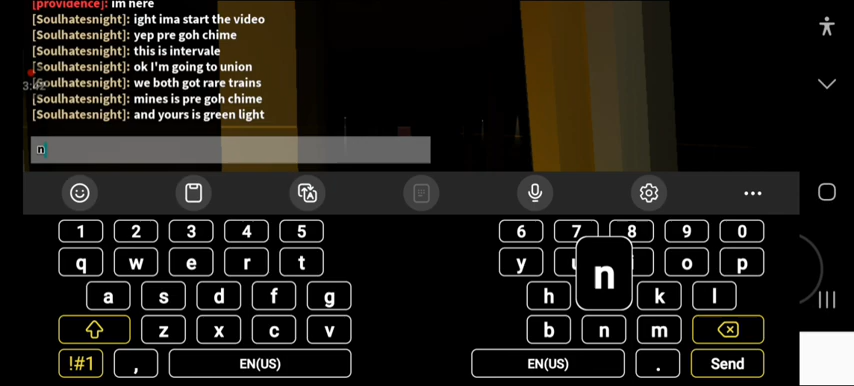 [providence]: im here
[Soulhatesnight]: ight ima start the video
[Soulhatesnight]: yep pre goh chime
[Soulhatesnight]: this is intervale
[Soulhatesnight]: ok I'm going to union
[Soulhatesnight]: we both got rare trains
[Soulhatesnight]: mines is pre goh chime
[Soulhatesnight]: and yours is green light
n
1 2 3 4 5 6 7 8 9 0
q w e r t y u i o p
a s d f g h n k l
z x c v b n m
!#1 , EN(US) EN(US) . Send